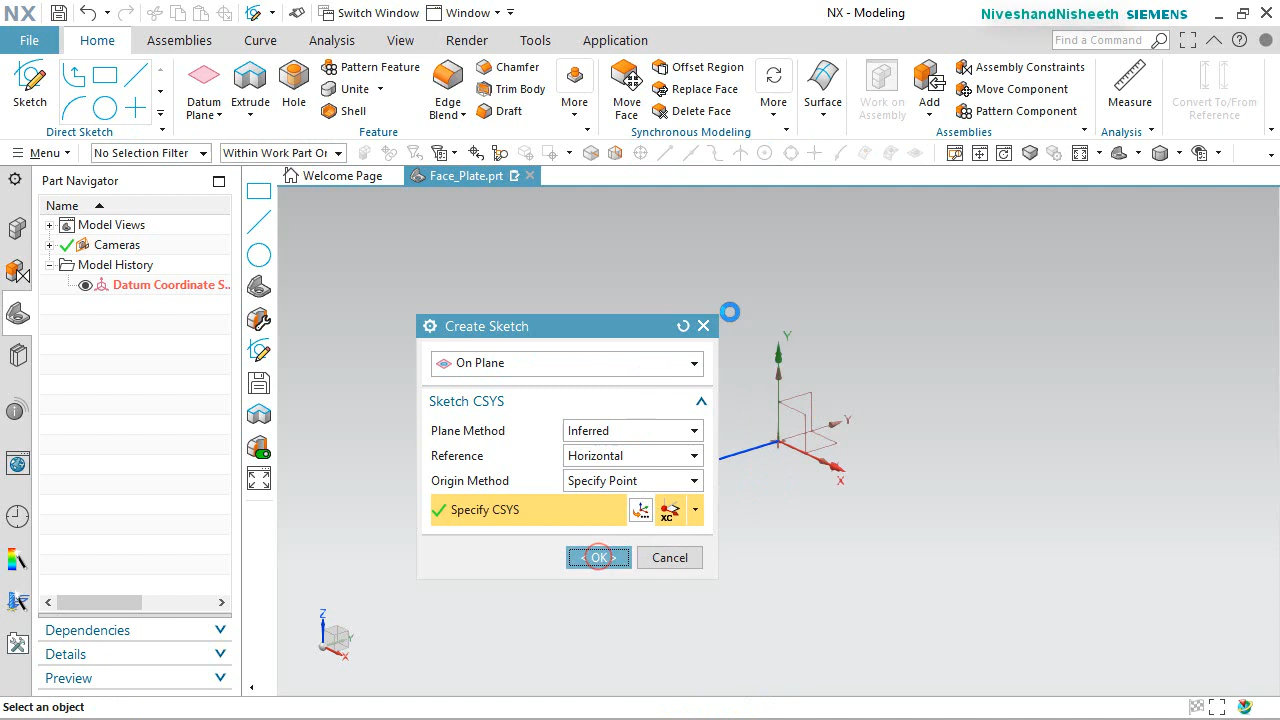 NX Switch Window Window NX - Modeling NiveshandNisheeth SIEMENS
File Home Assemblies Curve Analysis View Render Tools Application Find a Command
Sketch
Direct Sketch
Datum Plane
Extrude
Hole
Pattern Feature
Unite
Shell
Edge Blend
Chamfer
Trim Body
Draft
More
Feature
Move Face
Offset Region
Replace Face
Delete Face
More
Synchronous Modeling
Surface
Work on Assembly
Add
Assembly Constraints
Move Component
Pattern Component
Assemblies
Measure
Analysis
Convert To/From Reference
Menu No Selection Filter Within Work Part Or
Part Navigator
Welcome Page Face_Plate.prt
Name
Model Views
Cameras
Model History
Datum Coordinate S..
Dependencies
Details
Preview
Create Sketch
On Plane
Sketch CSYS
Plane Method Inferred
Reference Horizontal
Origin Method Specify Point
Specify CSYS XC
< OK > Cancel
Y
Y
X
Z
Y
X
Select an object